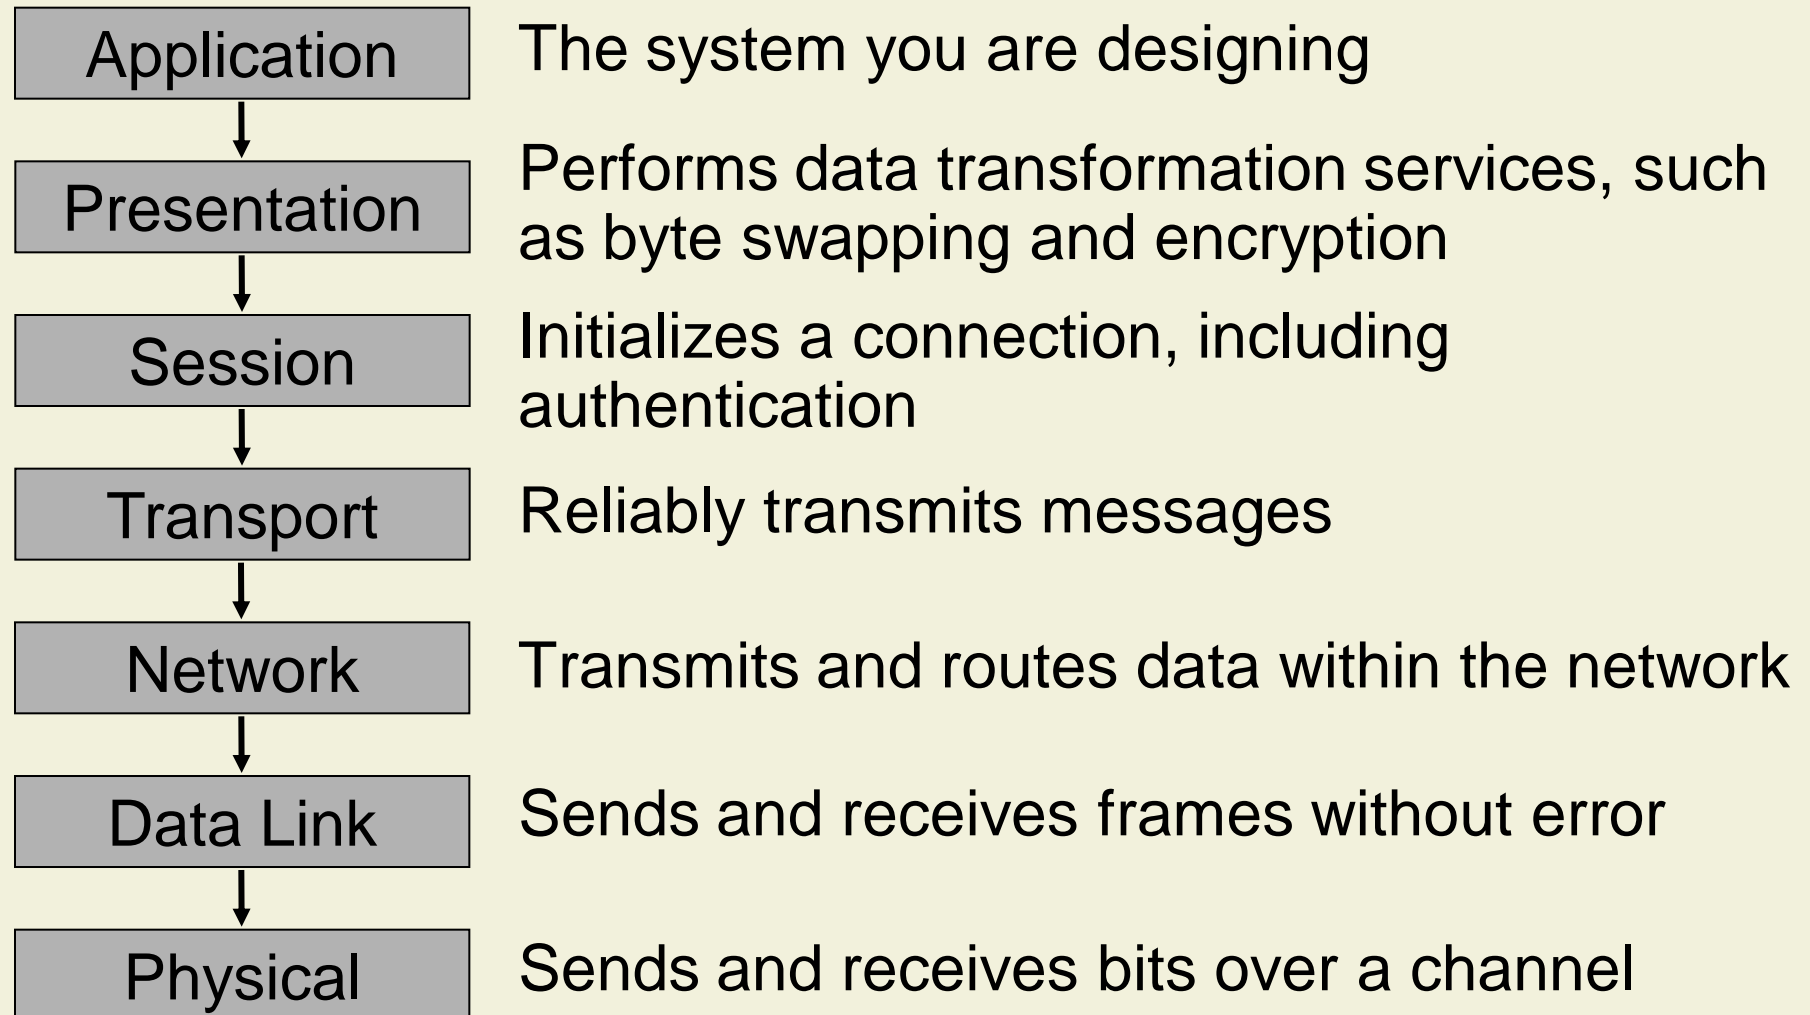 Application
The system you are designing
Presentation
Performs data transformation services, such
as byte swapping and encryption
Session
Initializes a connection, including
authentication
Transport
Reliably transmits messages
Network
Transmits and routes data within the network
Data Link
Sends and receives frames without error
Physical
Sends and receives bits over a channel